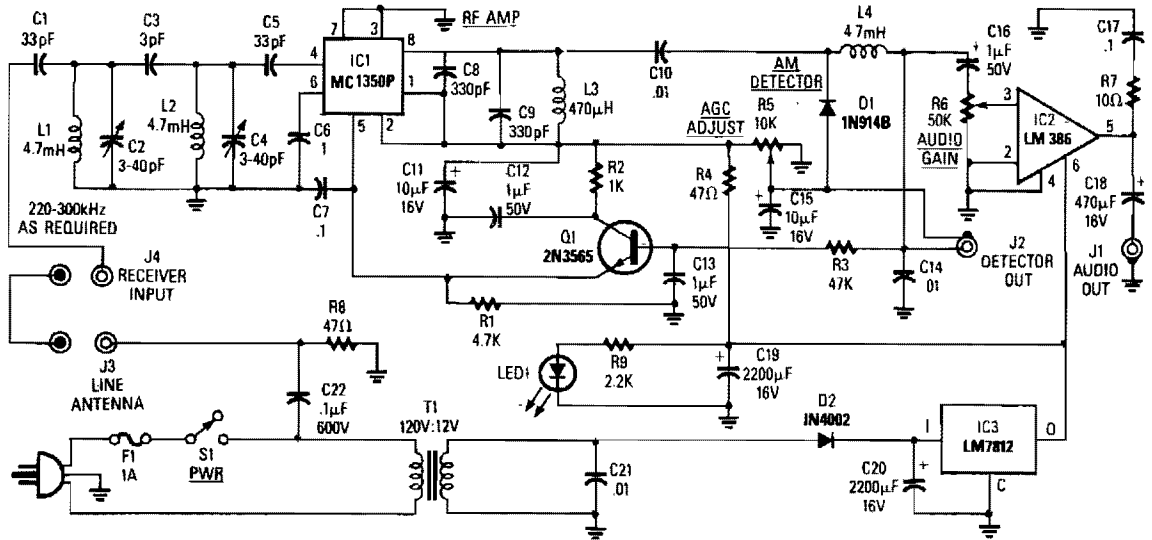 C1
33pF
C3
3pF
C5
33pF
7
3
RF AMP
4
8
6
1
5
2
IC1
MC1350P
C8
330pF
C9
330pF
L3
470µH
C10
.01
L4
4.7mH
AM
DETECTOR
D1
1N914B
C16
1µF
50V
C17
.1
R7
10Ω
R6
50K
AUDIO
GAIN
3
2
IC2
LM 386
5
6
4
C18
470µF
16V
L1
4.7mH
C2
3-40pF
L2
4.7mH
C4
3-40pF
C6
1
C7
.1
C11
10µF
16V
C12
1µF
50V
R2
1K
AGC
ADJUST
R5
10K
R4
47Ω
C15
10µF
16V
Q1
2N3565
C13
1µF
50V
R3
47K
C14
.01
J2
DETECTOR
OUT
J1
AUDIO
OUT
220-300kHz
AS REQUIRED
J4
RECEIVER
INPUT
R1
4.7K
R8
47Ω
J3
LINE
ANTENNA
C22
.1µF
600V
LED1
R9
2.2K
C19
2200µF
16V
F1
1A
S1
PWR
T1
120V:12V
C21
.01
D2
1N4002
C20
2200µF
16V
I
IC3
LM7812
O
C